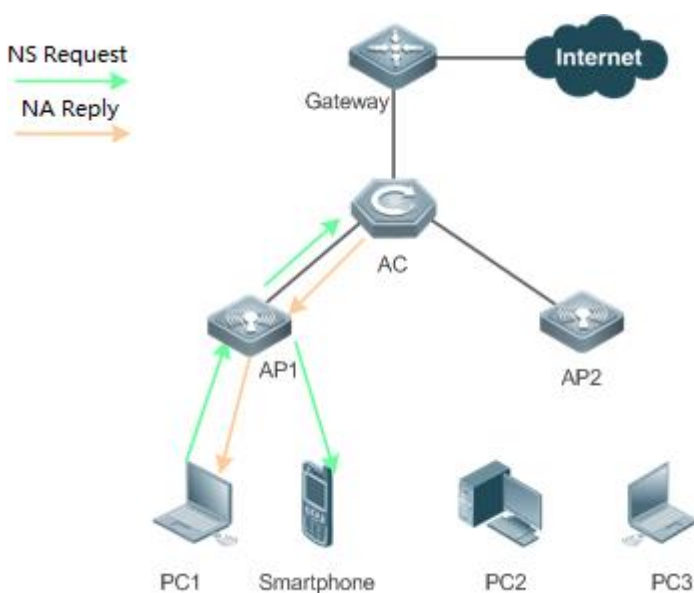 NS Request
NA Reply
Internet
Gateway
AC
AP1
AP2
PC1
Smartphone
PC2
PC3